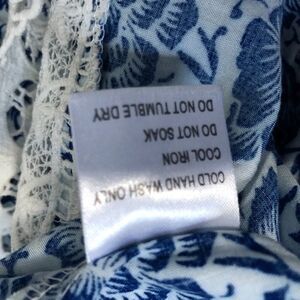 COLD HAND WASH ONLY
COOL IRON
DO NOT SOAK
DO NOT TUMBLE DRY